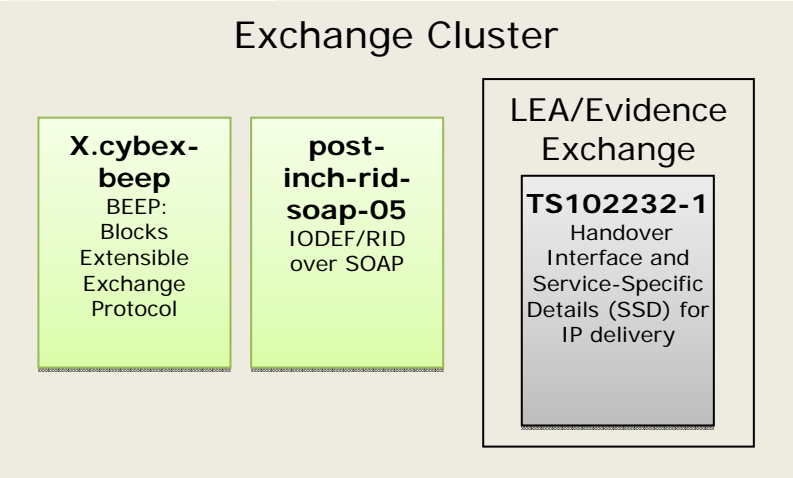 Exchange Cluster
X.cybex-
beep
BEEP:
Blocks
Extensible
Exchange
Protocol
post-
inch-rid-
soap-05
IODEF/RID
over SOAP
LEA/Evidence
Exchange
TS102232-1
Handover
Interface and
Service-Specific
Details (SSD) for
IP delivery